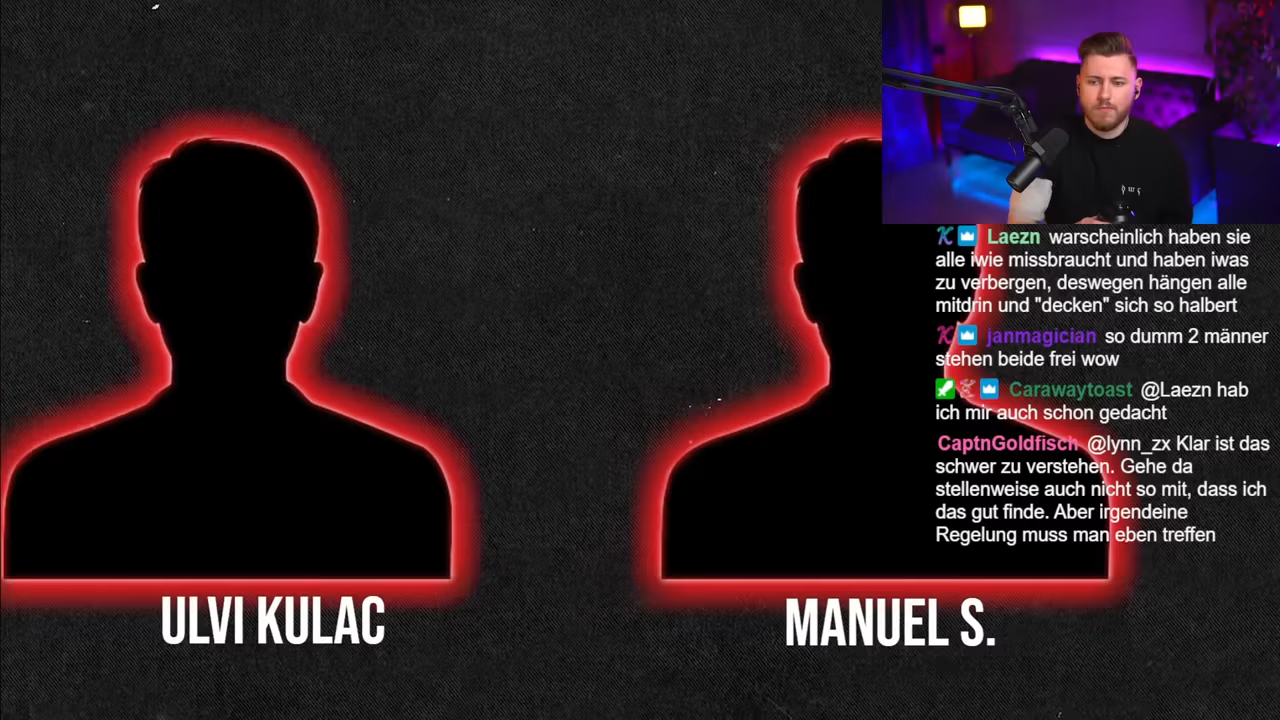 Laezn warscheinlich haben sie
alle iwie missbraucht und haben iwas
zu verbergen, deswegen hängen alle
mitdrin und "decken" sich so halbert
janmagician so dumm 2 männer
stehen beide frei wow
Carawaytoast @Laezn hab
ich mir auch schon gedacht
CaptnGoldfisch @lynn_zx Klar ist das
schwer zu verstehen. Gehe da
stellenweise auch nicht so mit, dass ich
das gut finde. Aber irgendeine
Regelung muss man eben treffen
ULVI KULAC
MANUEL S.